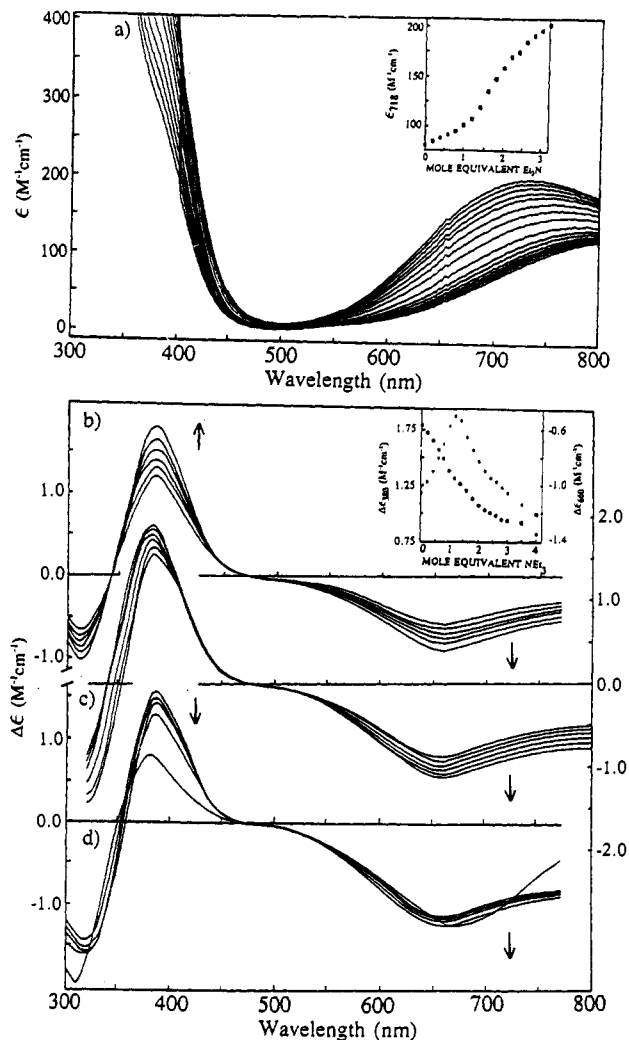 a)
400
300
200
100
0
ϵ (M⁻¹cm⁻¹)
300 400 500 600 700 800
Wavelength (nm)
200
150
100
ϵ₇₁₈ (M⁻¹cm⁻¹)
0 1 2 3
MOLE EQUIVALENT Et₃N
b)
1.0
0.0
-1.0
c)
1.0
0.0
d)
-1.0
Δϵ (M⁻¹cm⁻¹)
2.0
1.0
0.0
-1.0
-2.0
1.75
1.25
0.75
(M⁻¹cm⁻¹)
-0.6
-1.0
-1.4
(M⁻¹cm⁻¹)
0 1 2 3 4
MOLE EQUIVALENT NEt₃
300 400 500 600 700 800
Wavelength (nm)